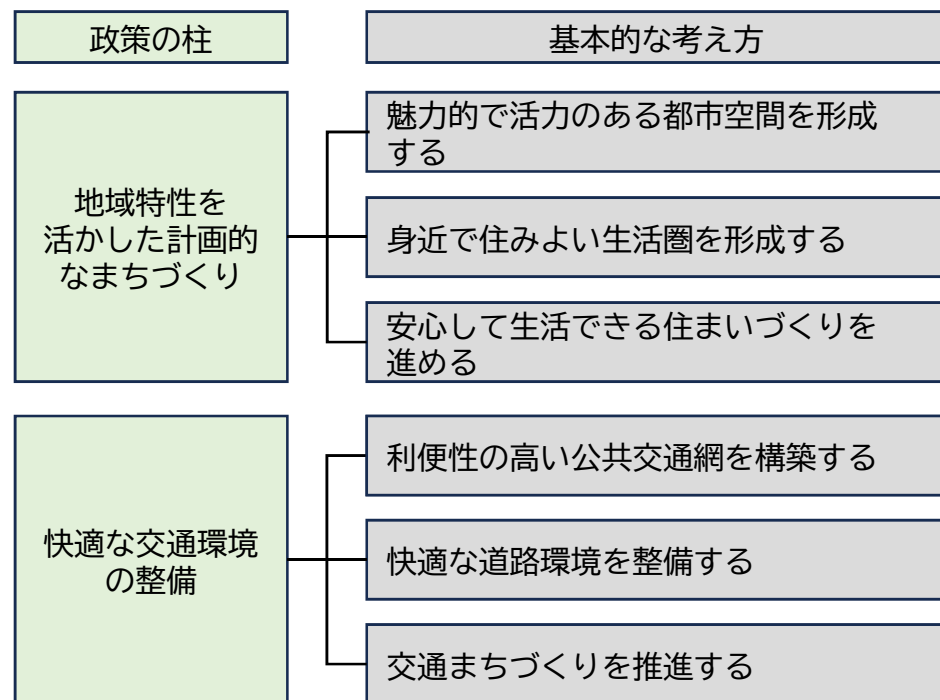 政策の柱
基本的な考え方
地域特性を
活かした計画的
なまちづくり
魅力的で活力のある都市空間を形成
する
身近で住みよい生活圏を形成する
安心して生活できる住まいづくりを
進める
快適な交通環境
の整備
利便性の高い公共交通網を構築する
快適な道路環境を整備する
交通まちづくりを推進する